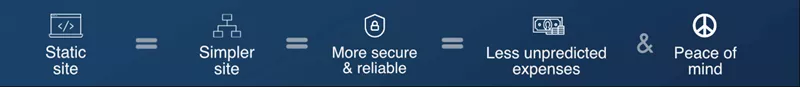 Static
site
=
Simpler
site
=
More secure
& reliable
=
Less unpredicted
expenses
&
Peace of
mind